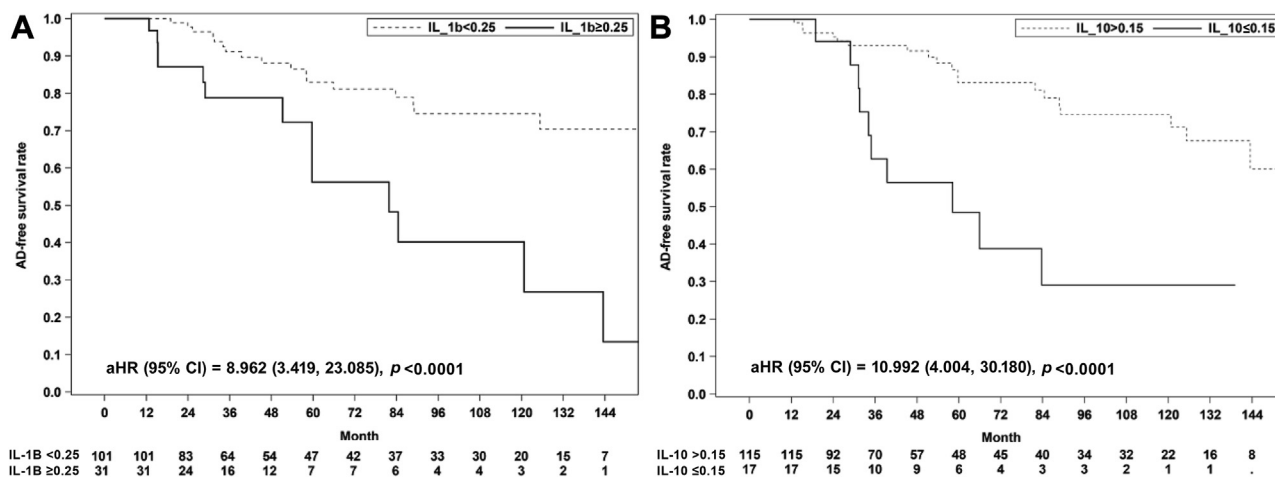 A
IL_1b<0.25 IL_1b≥0.25
AD-free survival rate
1.0
0.9
0.8
0.7
0.6
0.5
0.4
0.3
0.2
0.1
0.0
aHR (95% CI) = 8.962 (3.419, 23.085), p <0.0001
0 12 24 36 48 60 72 84 96 108 120 132 144
Month
IL-1B <0.25 101 101 83 64 54 47 42 37 33 30 20 15 7
IL-1B ≥0.25 31 31 24 16 12 7 7 6 4 4 3 2 1
B
IL_10>0.15 IL_10≤0.15
AD-free survival rate
1.0
0.9
0.8
0.7
0.6
0.5
0.4
0.3
0.2
0.1
0.0
aHR (95% CI) = 10.992 (4.004, 30.180), p <0.0001
0 12 24 36 48 60 72 84 96 108 120 132 144
Month
IL-10 >0.15 115 115 92 70 57 48 45 40 34 32 22 16 8
IL-10 ≤0.15 17 17 15 10 9 6 4 3 3 2 1 1 .